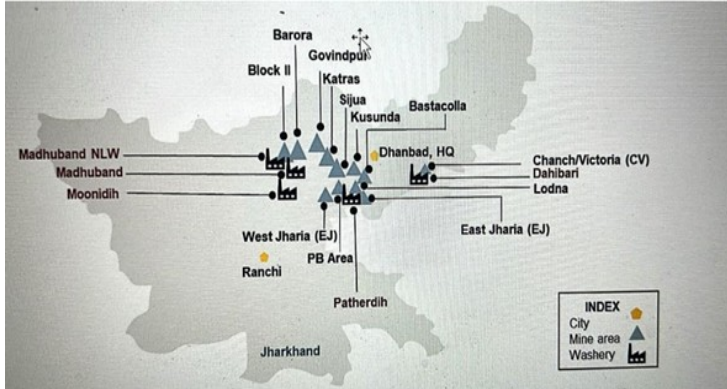 Barora
Govindpur
Block II
Katras
Sijua
Bastacolla
Kusunda
Madhuband NLW
Dhanbad, HQ
Chanch/Victoria (CV)
Madhuband
Dahibari
Lodna
Moonidih
East Jharia (EJ)
West Jharia (EJ)
PB Area
Ranchi
Patherdih
Jharkhand
INDEX
City
Mine area
Washery